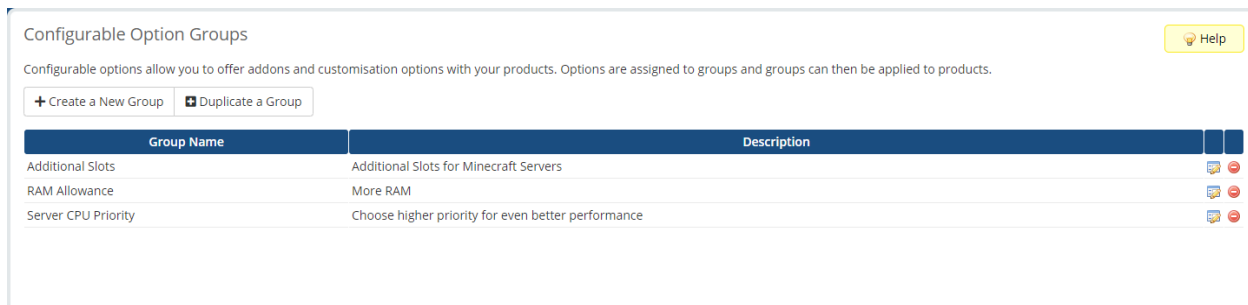 Configurable Option Groups
Help
Configurable options allow you to offer addons and customisation options with your products. Options are assigned to groups and groups can then be applied to products.
Create a New Group Duplicate a Group
Group Name Description
Additional Slots Additional Slots for Minecraft Servers
RAM Allowance More RAM
Server CPU Priority Choose higher priority for even better performance